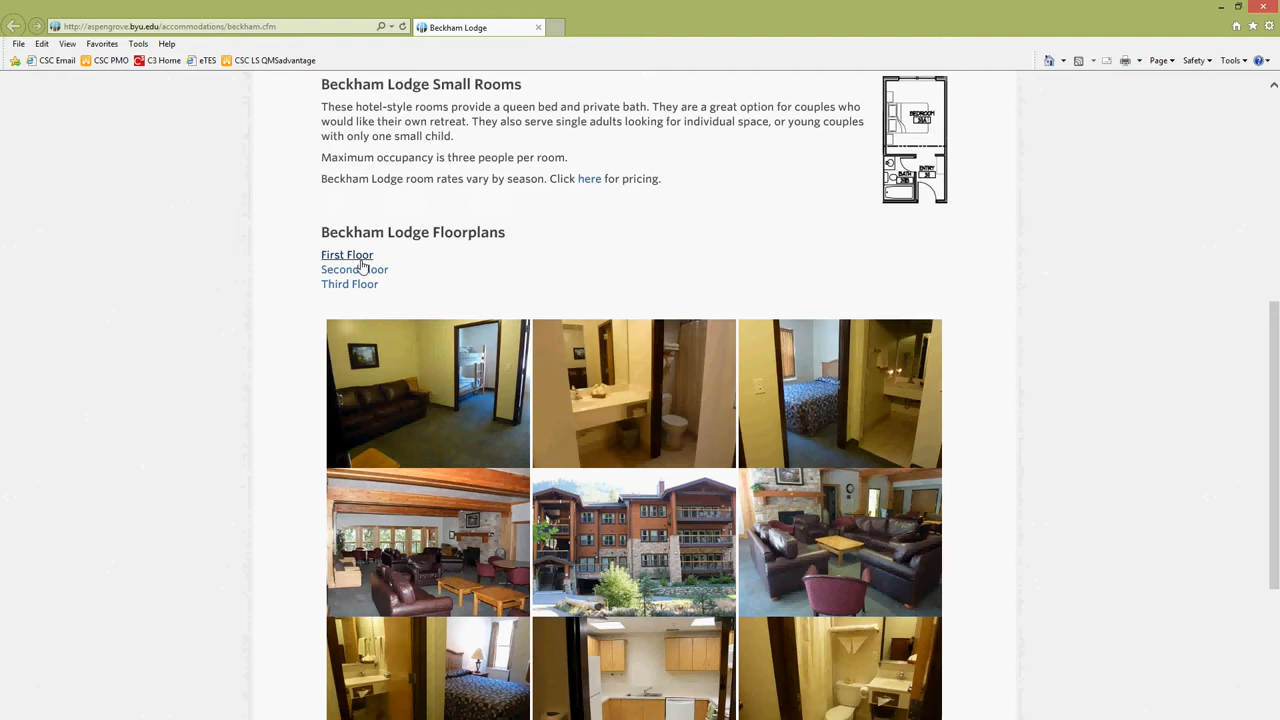 http://aspengrove.byu.edu/accommodations/beckham.cfm
Beckham Lodge
File Edit View Favorites Tools Help
CSC Email CSC PMO C3 Home eTES CSC LS QMSadvantage
Page Safety Tools
Beckham Lodge Small Rooms
These hotel-style rooms provide a queen bed and private bath. They are a great option for couples who
would like their own retreat. They also serve single adults looking for individual space, or young couples
with only one small child.
Maximum occupancy is three people per room.
Beckham Lodge room rates vary by season. Click here for pricing.
BEDROOM
ENTRY
BATH
Beckham Lodge Floorplans
First Floor
Second Floor
Third Floor